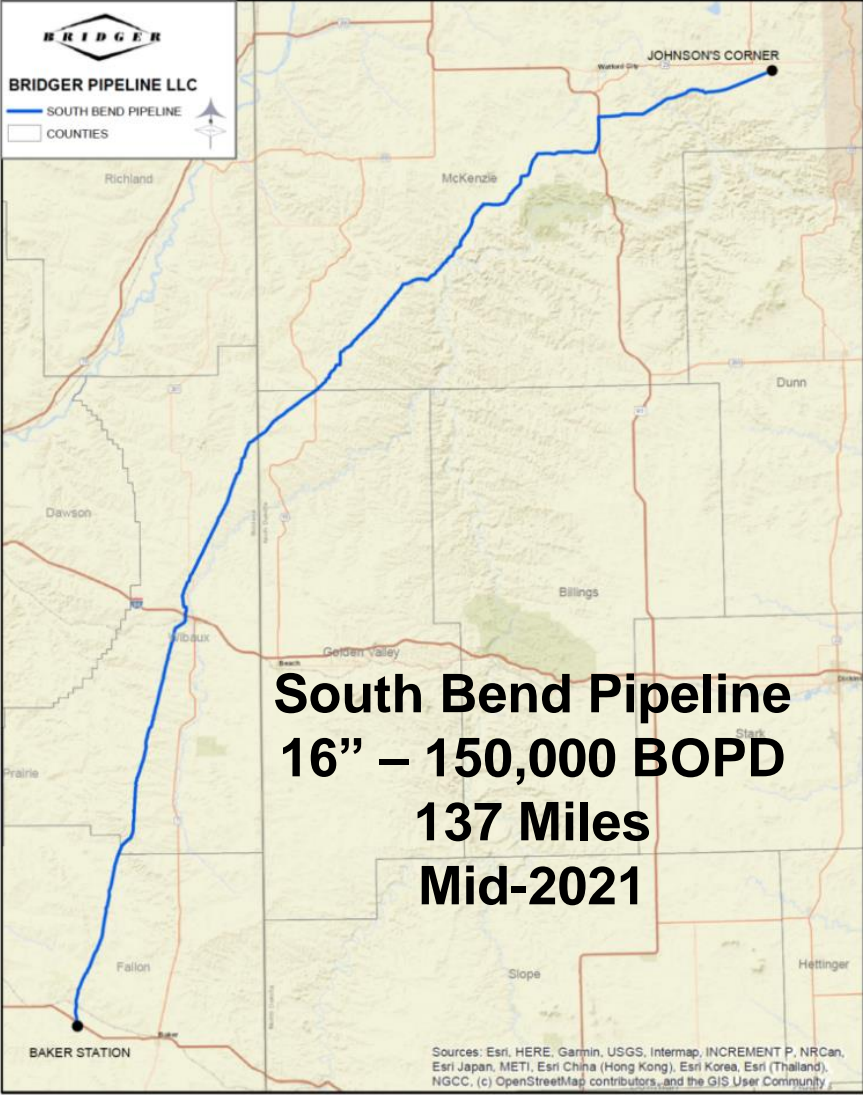 BRIDGER
BRIDGER PIPELINE LLC
SOUTH BEND PIPELINE
COUNTIES
JOHNSON'S CORNER
Watford City
Richland
McKenzie
Dunn
Dawson
Billings
Wibaux
Golden Valley
Beach
South Bend Pipeline
Stark
16” – 150,000 BOPD
Prairie
137 Miles
Mid-2021
Fallon
Slope
Hettinger
Baker
BAKER STATION
Sources: Esri, HERE, Garmin, USGS, Intermap, INCREMENT P, NRCan,
Esri Japan, METI, Esri China (Hong Kong), Esri Korea, Esri (Thailand),
NGCC, (c) OpenStreetMap contributors, and the GIS User Community